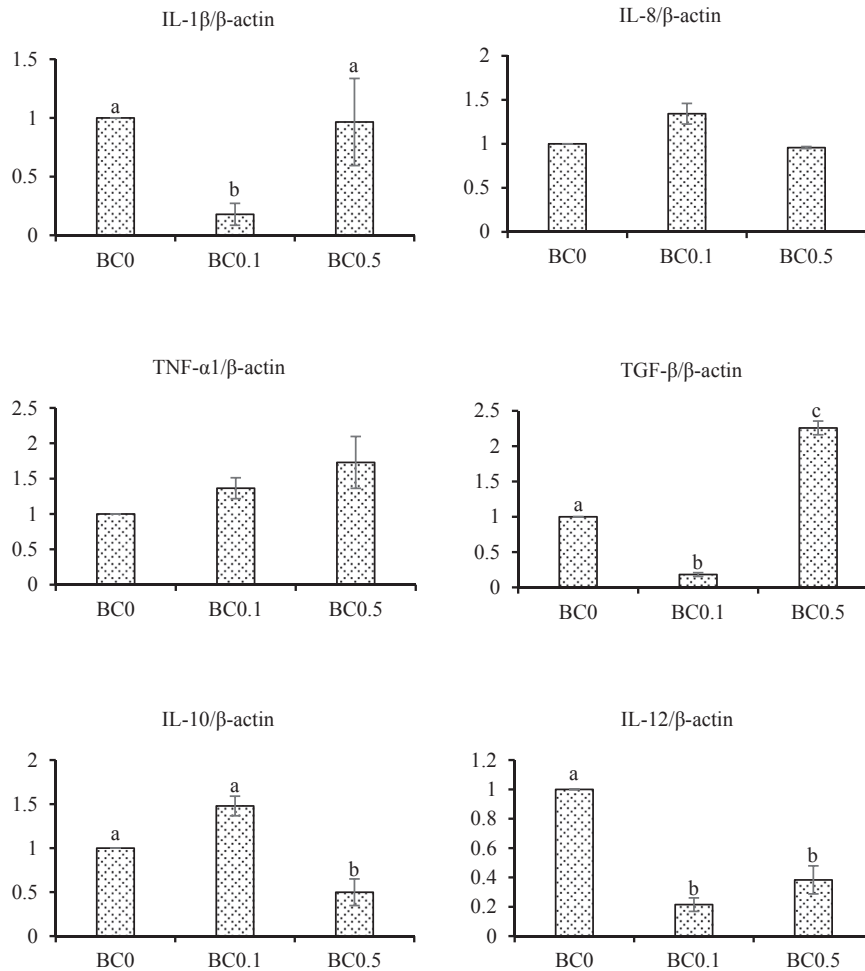 IL-1β/β-actin
1.5
1
0.5
0
a
b
a
BC0 BC0.1 BC0.5
IL-8/β-actin
2
1.5
1
0.5
0
BC0 BC0.1 BC0.5
TNF-α1/β-actin
2.5
2
1.5
1
0.5
0
BC0 BC0.1 BC0.5
TGF-β/β-actin
2.5
2
1.5
1
0.5
0
a
b
c
BC0 BC0.1 BC0.5
IL-10/β-actin
2
1.5
1
0.5
0
a
a
b
BC0 BC0.1 BC0.5
IL-12/β-actin
1.2
1
0.8
0.6
0.4
0.2
0
a
b
b
BC0 BC0.1 BC0.5